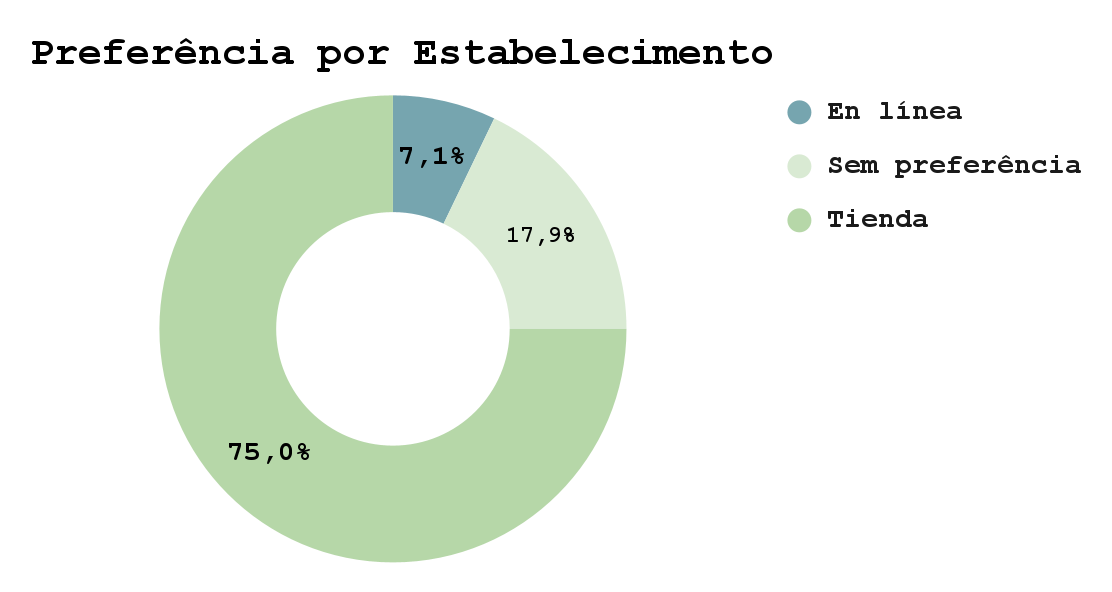 Preferência por Estabelecimento
En línea
Sem preferência
Tienda
7,1%
17,9%
75,0%